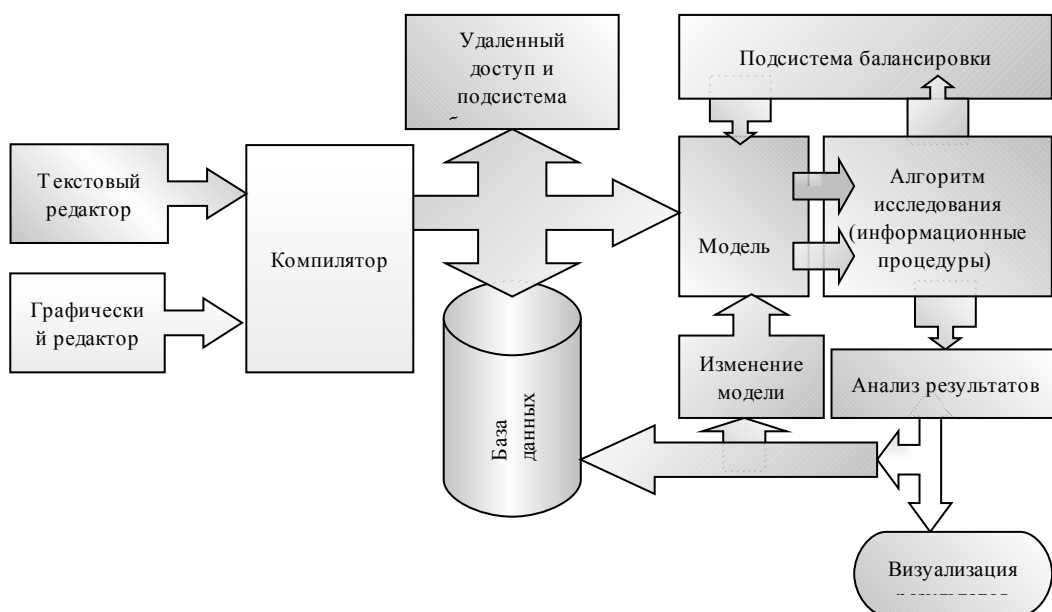 Удаленный
доступ и
подсистема
Подсистема балансировки
Текстовый
редактор
Компилятор
Модель
Алгоритм
исследования
(информационные
процедуры)
Графически
й редактор
База
данных
Изменение
модели
Анализ результатов
Визуализация